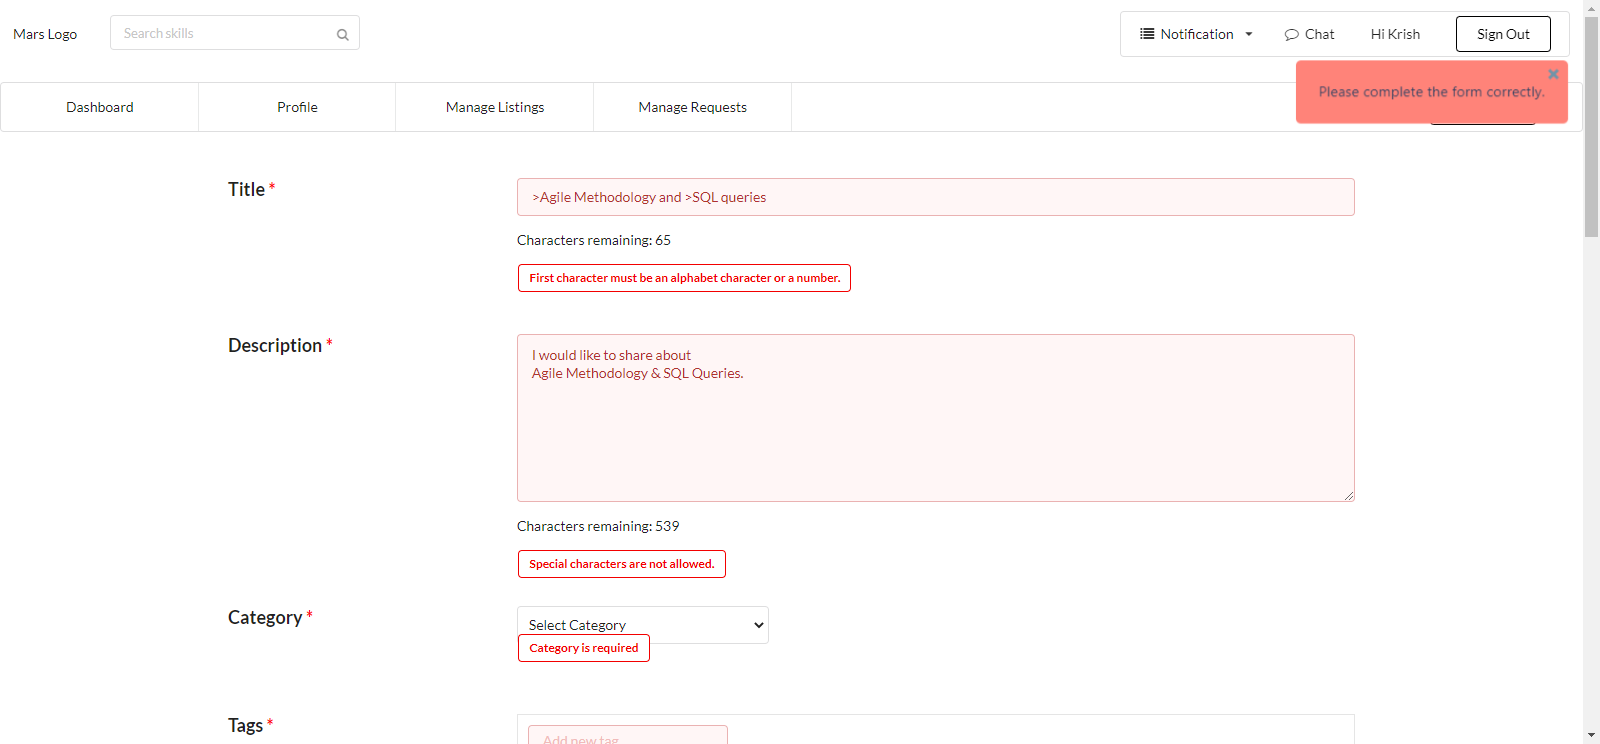 Mars Logo
Search skills
Notification
Chat
Hi Krish
Sign Out
Please complete the form correctly.
Dashboard
Profile
Manage Listings
Manage Requests
Title *
>Agile Methodology and >SQL queries
Characters remaining: 65
First character must be an alphabet character or a number.
Description *
I would like to share about
Agile Methodology & SQL Queries.
Characters remaining: 539
Special characters are not allowed.
Category *
Select Category
Category is required
Tags *
Add new tag